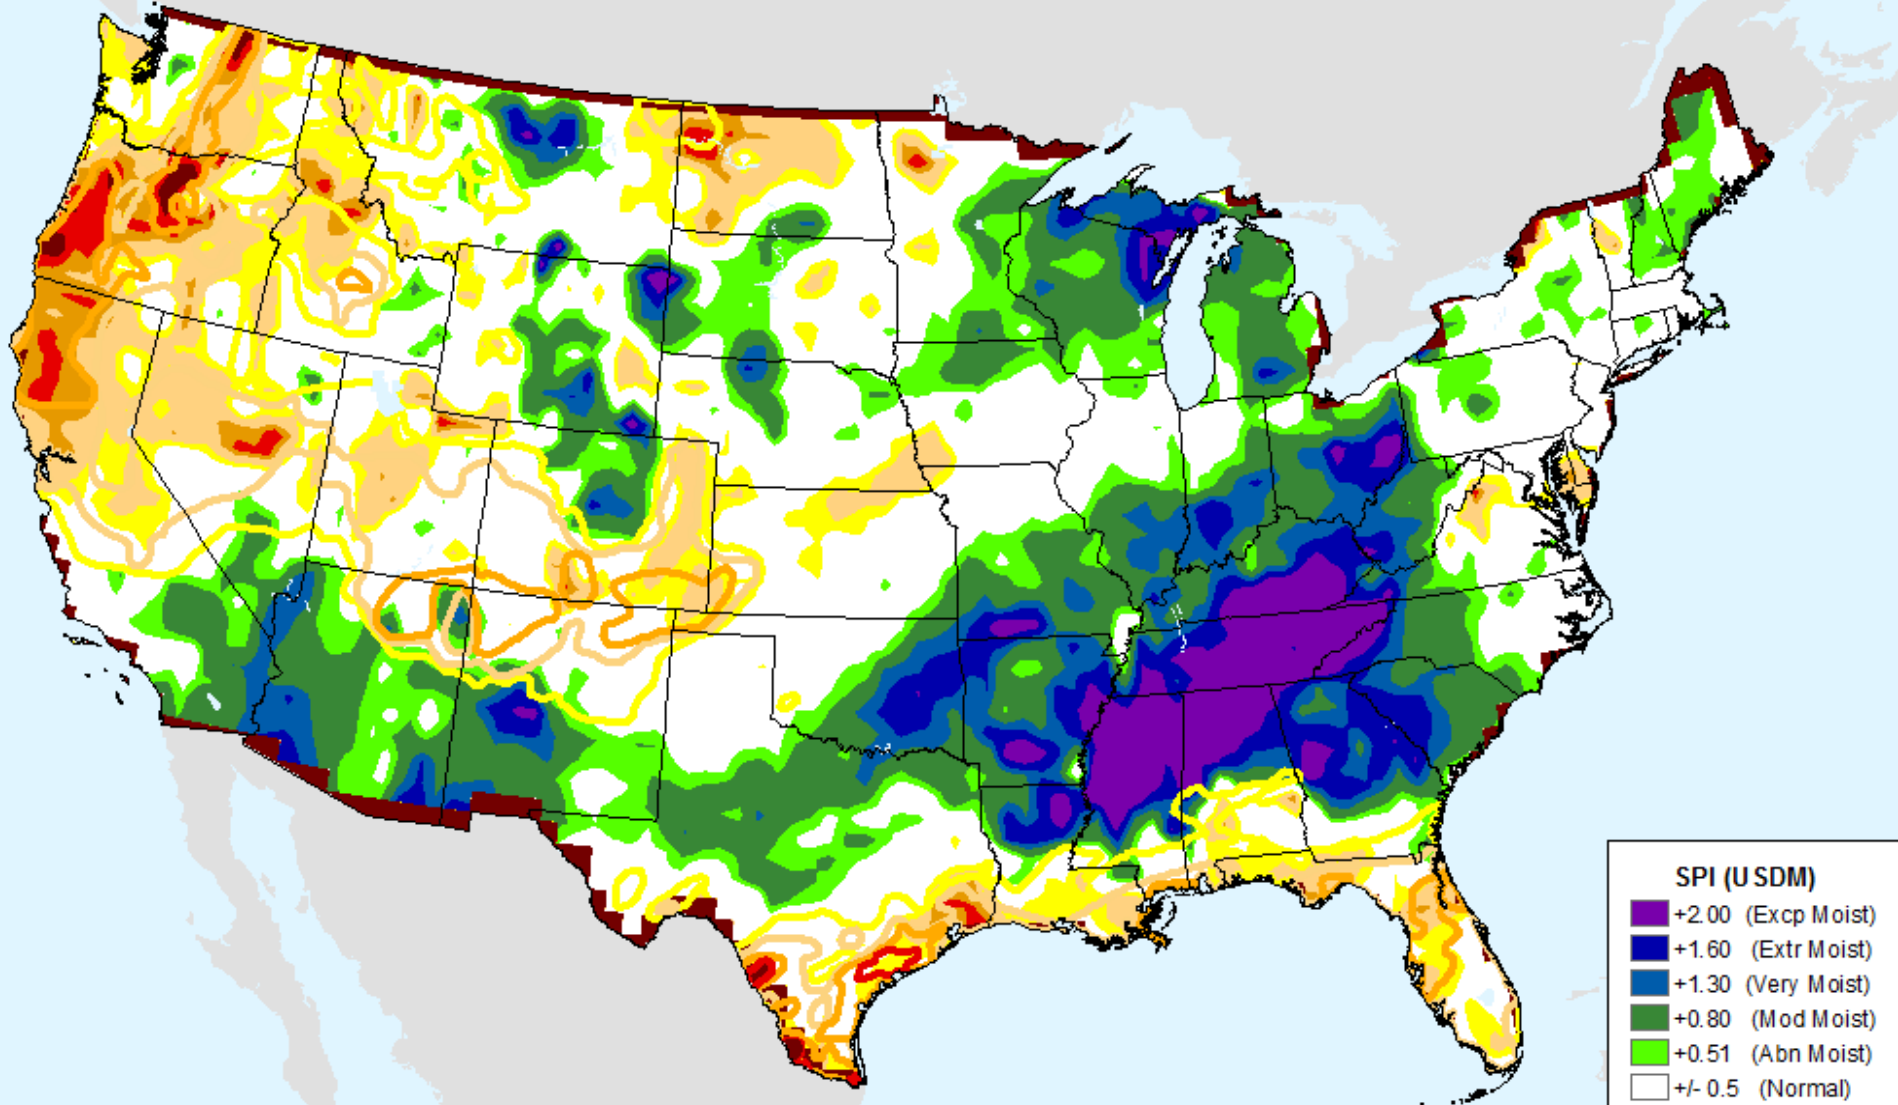 SPI (USDM)
+2.00 (Excp Moist)
+1.60 (Extr Moist)
+1.30 (Very Moist)
+0.80 (Mod Moist)
+0.51 (Abn Moist)
+/- 0.5 (Normal)